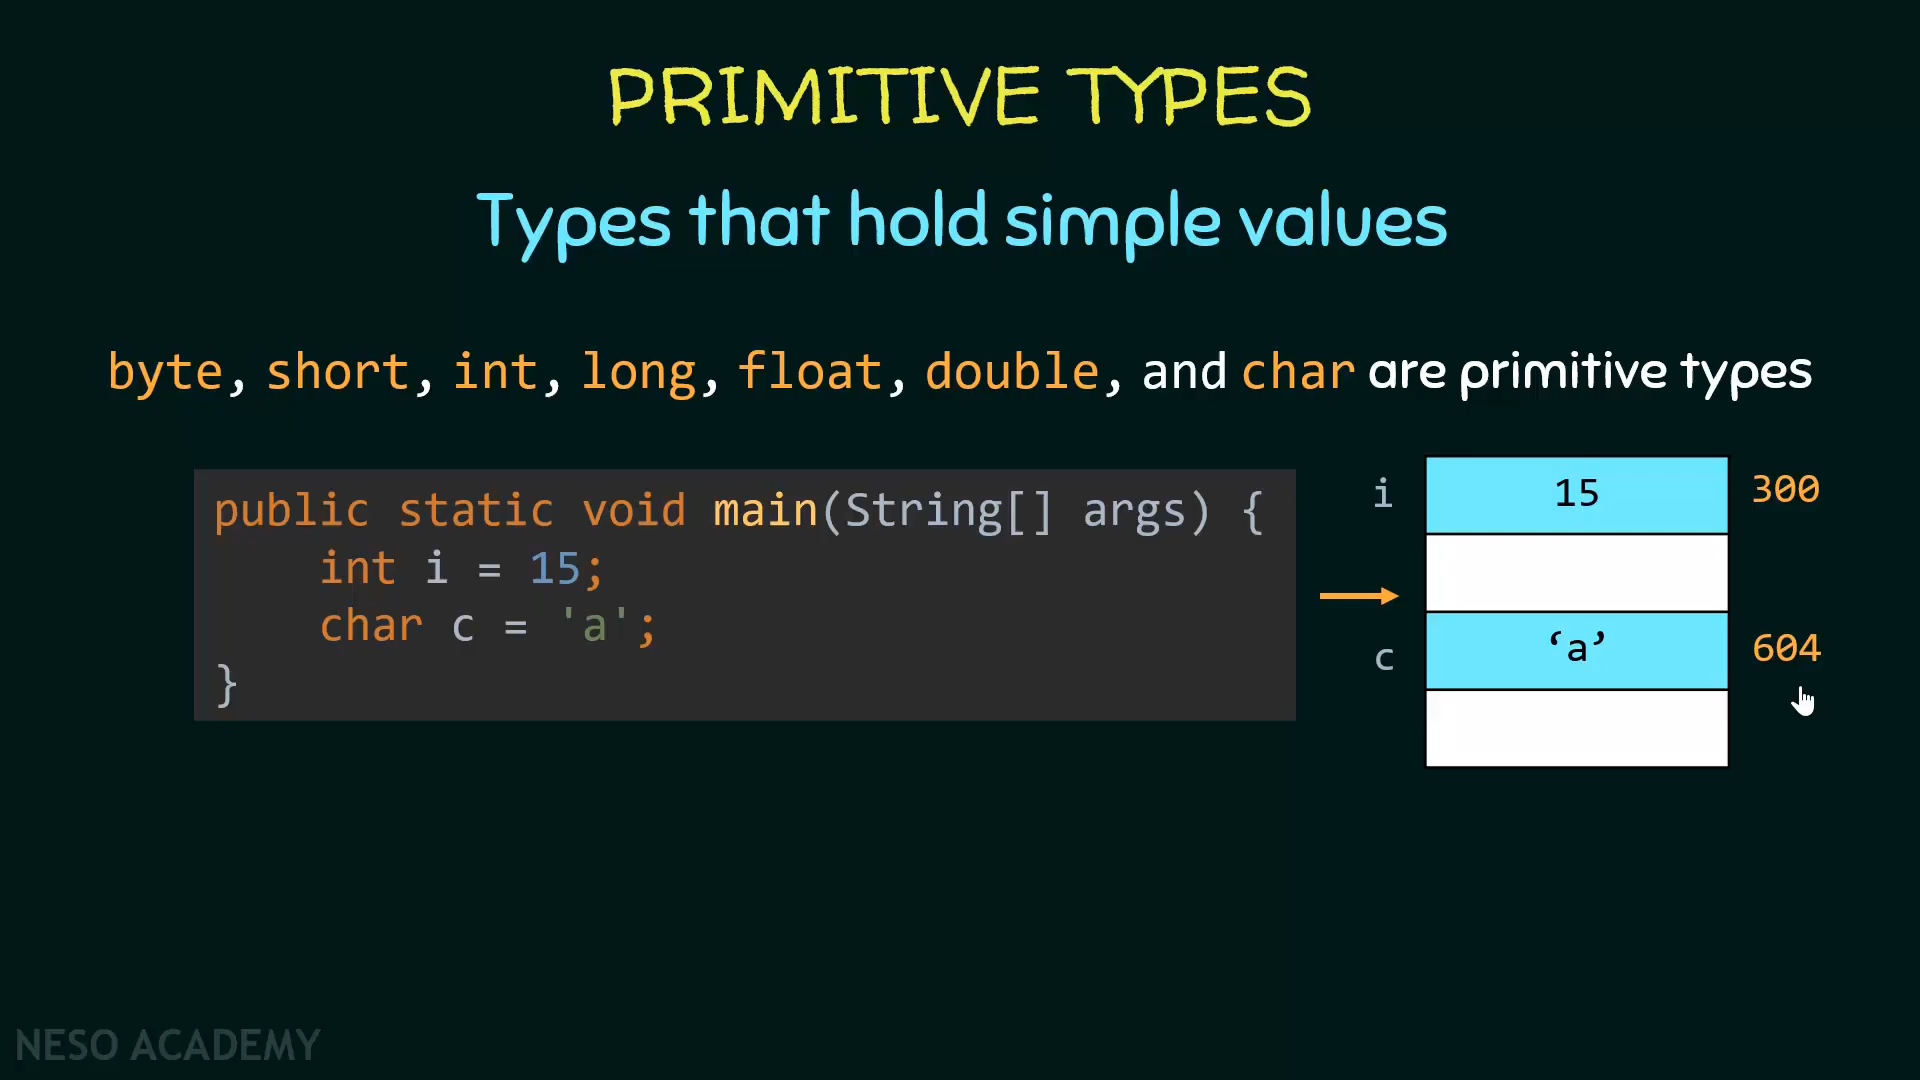 PRIMITIVE TYPES
Types that hold simple values
byte, short, int, long, float, double, and char are primitive types
public static void main(String[] args) {
    int i = 15;
    char c = 'a';
}
i 15 300
c ‘a’ 604
NESO ACADEMY